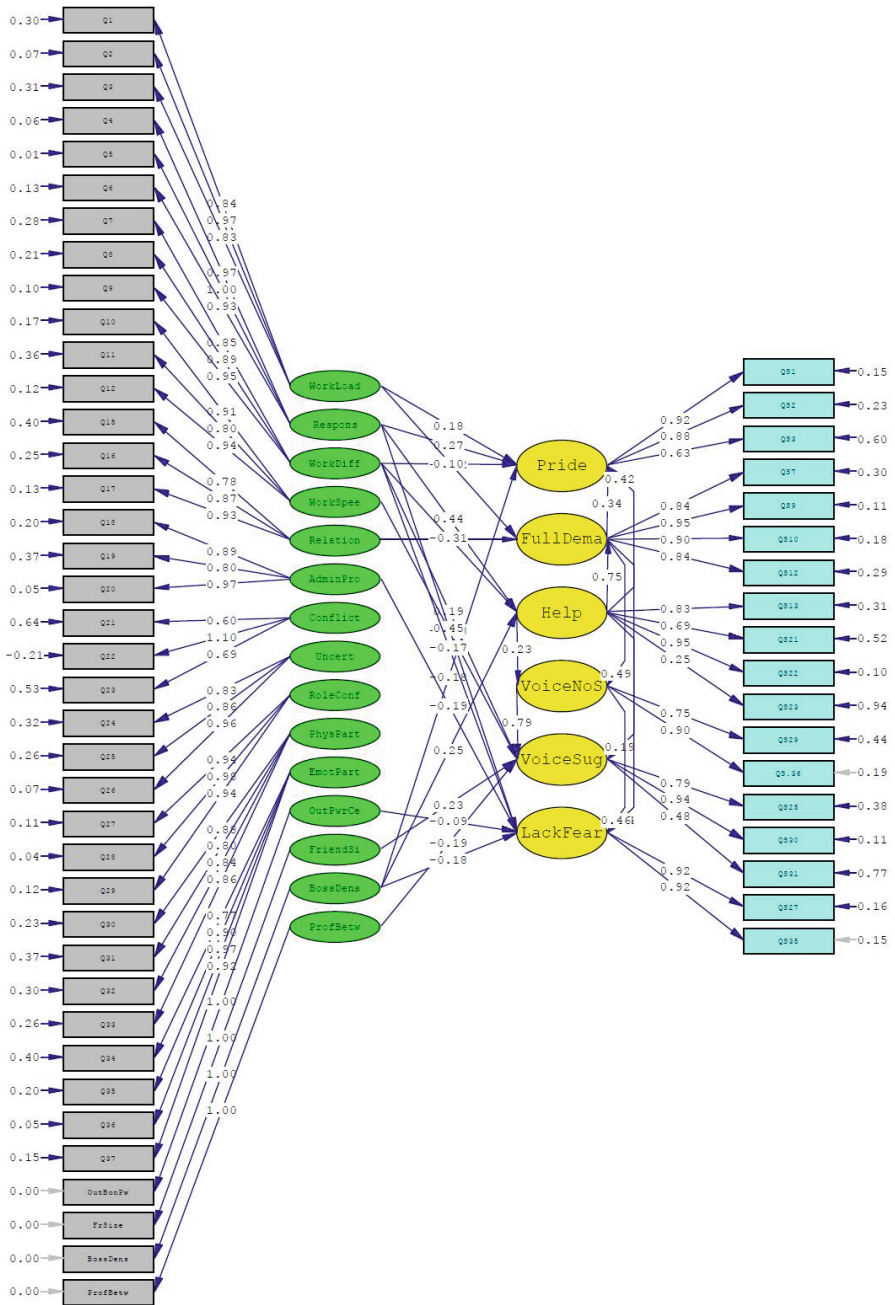 0.30 Q1
0.07 Q2
0.31 Q3
0.06 Q4
0.01 Q5
0.13 Q6
0.28 Q7
0.21 Q8
0.10 Q9
0.17 Q10
0.36 Q11
0.12 Q12
0.40 Q15
0.25 Q16
0.13 Q17
0.20 Q18
0.37 Q19
0.05 Q20
0.64 Q21
-0.21 Q22
0.53 Q23
0.32 Q24
0.26 Q25
0.07 Q26
0.11 Q27
0.04 Q28
0.12 Q29
0.23 Q30
0.37 Q31
0.30 Q32
0.26 Q33
0.40 Q34
0.20 Q35
0.05 Q36
0.15 Q37
0.00 OutBonPw
0.00 FrSize
0.00 BossDens
0.00 ProfBetw
0.84
0.97
0.83
0.97
1.00
0.93
0.85
0.89
0.95
0.91
0.80
0.94
0.78
0.87
0.93
0.89
0.80
0.97
0.60
1.10
0.69
0.83
0.86
0.96
0.94
0.98
0.94
0.88
0.80
0.84
0.86
0.77
0.90
0.97
0.92
1.00
1.00
1.00
1.00
WorkLoad
Respons
WorkDiff
WorkSpee
Relation
AdminPro
Conflict
Uncert
RoleConf
PhysPart
EmotPart
OutPwrCe
FriendSi
BossDens
ProfBetw
0.18
0.27
-0.10
0.44
-0.31
-0.17
-0.18
-0.19
0.25
0.23
-0.09
-0.19
-0.18
Pride
FullDema
Help
VoiceNoS
VoiceSug
LackFear
0.42
0.34
0.75
0.23
0.49
0.79
0.19
0.46
0.92
0.88
0.63
0.84
0.95
0.90
0.84
0.83
0.69
0.95
0.25
0.75
0.90
0.79
0.94
0.48
0.92
0.92
QS1 0.15
QS2 0.23
QS3 0.60
QS7 0.30
QS9 0.11
QS10 0.18
QS12 0.29
QS13 0.31
QS21 0.52
QS22 0.10
QS23 0.94
QS29 0.44
QS.36 0.19
QS25 0.38
QS30 0.11
QS31 0.77
QS27 0.16
QS35 0.15